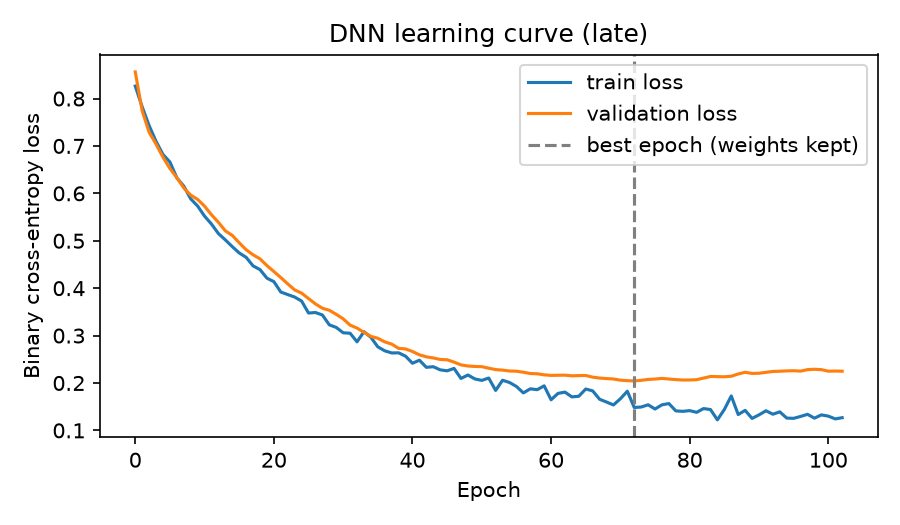 DNN learning curve (late)
train loss
validation loss
best epoch (weights kept)
Binary cross-entropy loss
0.8
0.7
0.6
0.5
0.4
0.3
0.2
0.1
0 20 40 60 80 100
Epoch